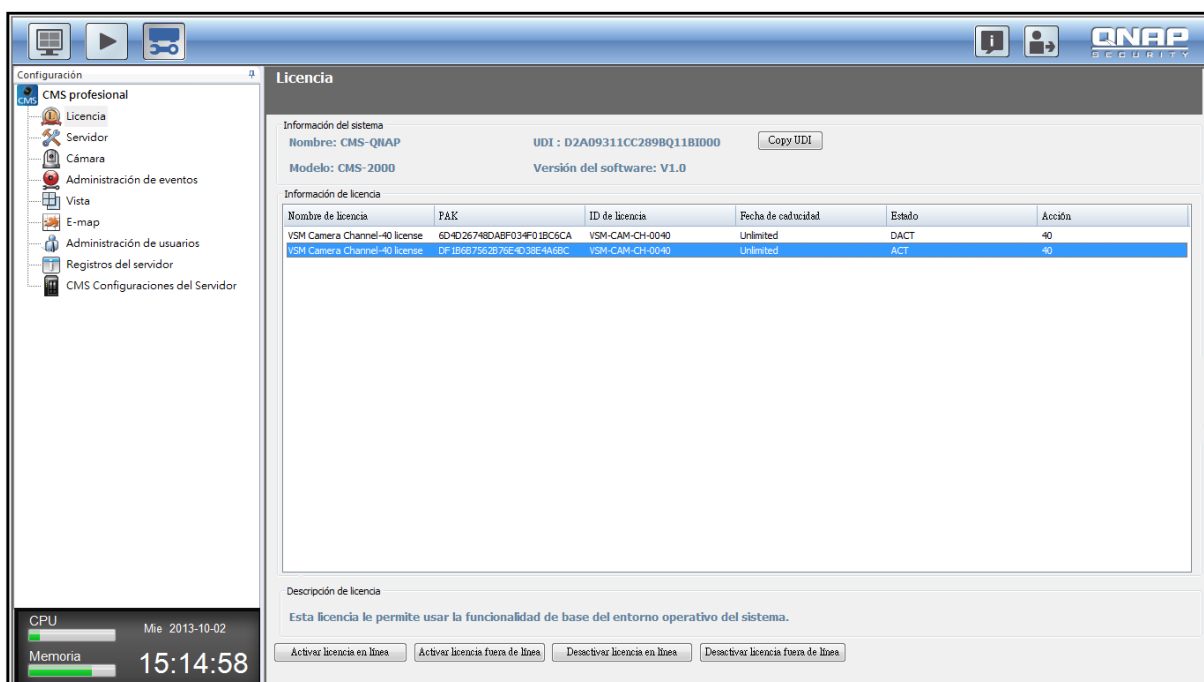 QNAP
SECURITY
Configuración
CMS profesional
CMS
Licencia
Servidor
Cámara
Administración de eventos
Vista
E-map
Administración de usuarios
Registros del servidor
CMS Configuraciones del Servidor
CPU
Mie 2013-10-02
Memoria
15:14:58
Licencia
Información del sistema
Nombre: CMS-QNAP UDI : D2A09311CC289BQ11BI000 Copy UDI
Modelo: CMS-2000 Versión del software: V1.0
Información de licencia
Nombre de licencia PAK ID de licencia Fecha de caducidad Estado Acción
VSM Camera Channel-40 license 6D4D26748DABF034F01BC6CA VSM-CAM-CH-0040 Unlimited DACT 40
VSM Camera Channel-40 license DF1B6B7562B76E4D38E4A6BC VSM-CAM-CH-0040 Unlimited ACT 40
Descripción de licencia
Esta licencia le permite usar la funcionalidad de base del entorno operativo del sistema.
Activar licencia en línea Activar licencia fuera de línea Desactivar licencia en línea Desactivar licencia fuera de línea